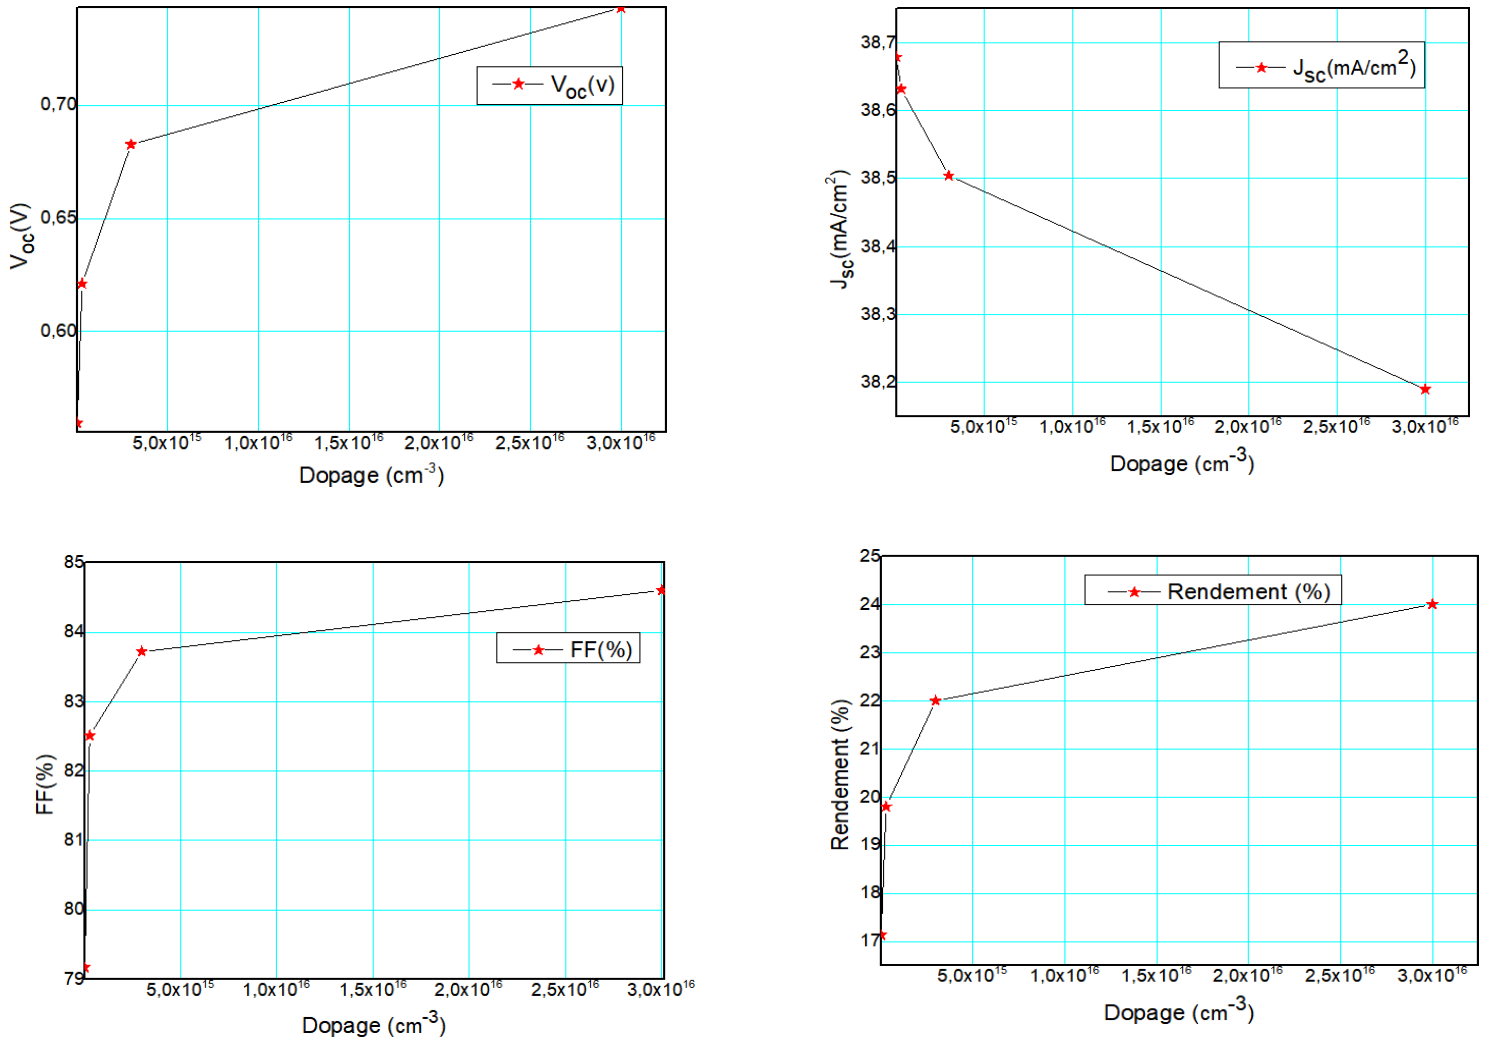 V_oc(v)
0,70
0,65
0,60
V_oc(V)
5,0x10^15 1,0x10^16 1,5x10^16 2,0x10^16 2,5x10^16 3,0x10^16
Dopage (cm^-3)
J_sc(mA/cm^2)
38,7
38,6
38,5
38,4
38,3
38,2
J_sc(mA/cm^2)
5,0x10^15 1,0x10^16 1,5x10^16 2,0x10^16 2,5x10^16 3,0x10^16
Dopage (cm^-3)
FF(%)
85
84
83
82
81
80
79
FF(%)
5,0x10^15 1,0x10^16 1,5x10^16 2,0x10^16 2,5x10^16 3,0x10^16
Dopage (cm^-3)
Rendement (%)
25
24
23
22
21
20
19
18
17
Rendement (%)
5,0x10^15 1,0x10^16 1,5x10^16 2,0x10^16 2,5x10^16 3,0x10^16
Dopage (cm^-3)